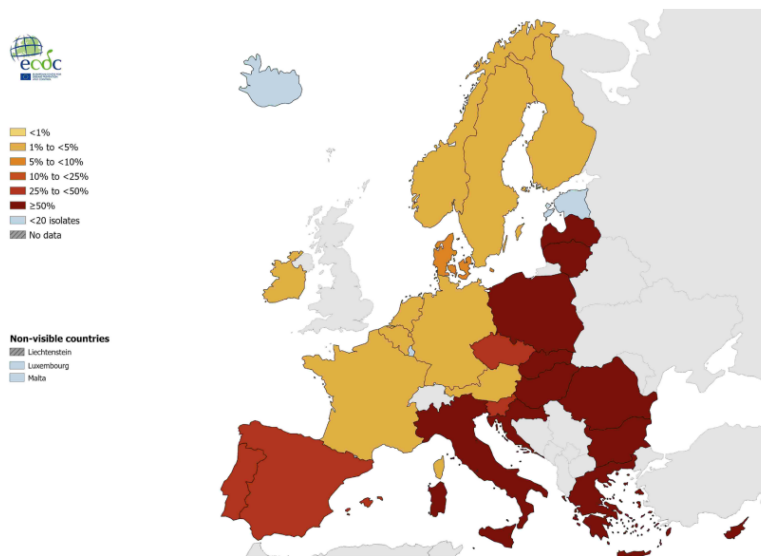 ecdc
<1%
1% to <5%
5% to <10%
10% to <25%
25% to <50%
≥50%
<20 isolates
No data
Non-visible countries
Liechtenstein
Luxembourg
Malta